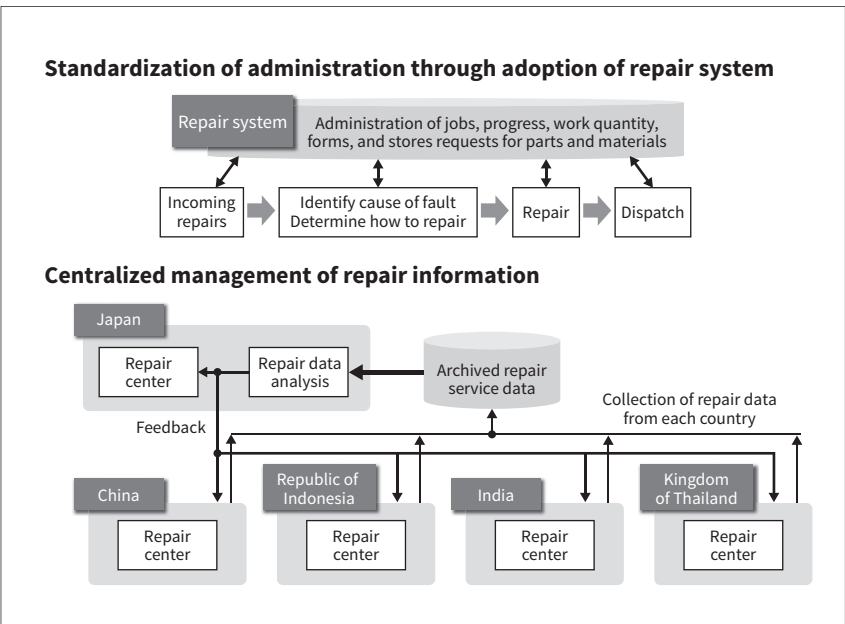 Standardization of administration through adoption of repair system
Repair system
Administration of jobs, progress, work quantity,
forms, and stores requests for parts and materials
Incoming
repairs
Identify cause of fault
Determine how to repair
Repair
Dispatch
Centralized management of repair information
Japan
Repair
center
Repair data
analysis
Archived repair
service data
Collection of repair data
from each country
Feedback
China
Repair
center
Republic of
Indonesia
Repair
center
India
Repair
center
Kingdom
of Thailand
Repair
center